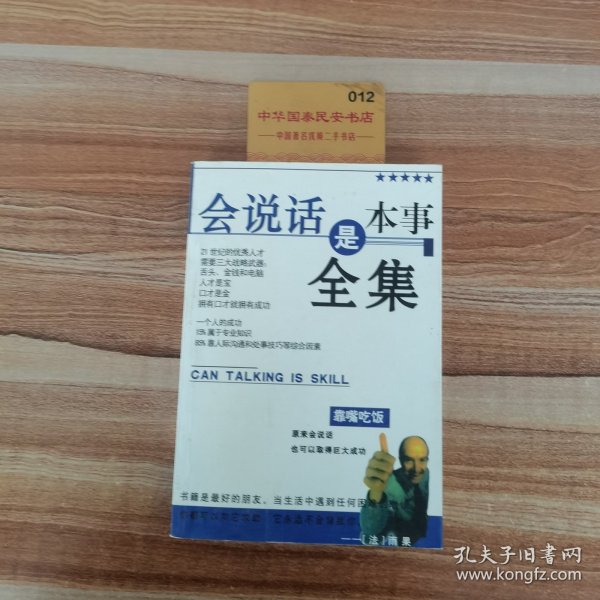 012
中华国泰民安书店
中国著名
二手书店
★★★★★
会说话是本事
全集
21世纪的优秀人才
需要三大战略武器：
舌头、金钱和电脑
人才是宝
口才是金
拥有口才就拥有成功
一个人的成功
15%属于专业知识
85%靠人际沟通和处事技巧等综合因素
CAN TALKING IS SKILL
靠嘴吃饭
原来会说话
也可以取得巨大成功
书籍是最好的朋友。当生活中遇到任何困
——［法］雨果
孔夫子旧书网
www.kongfz.com